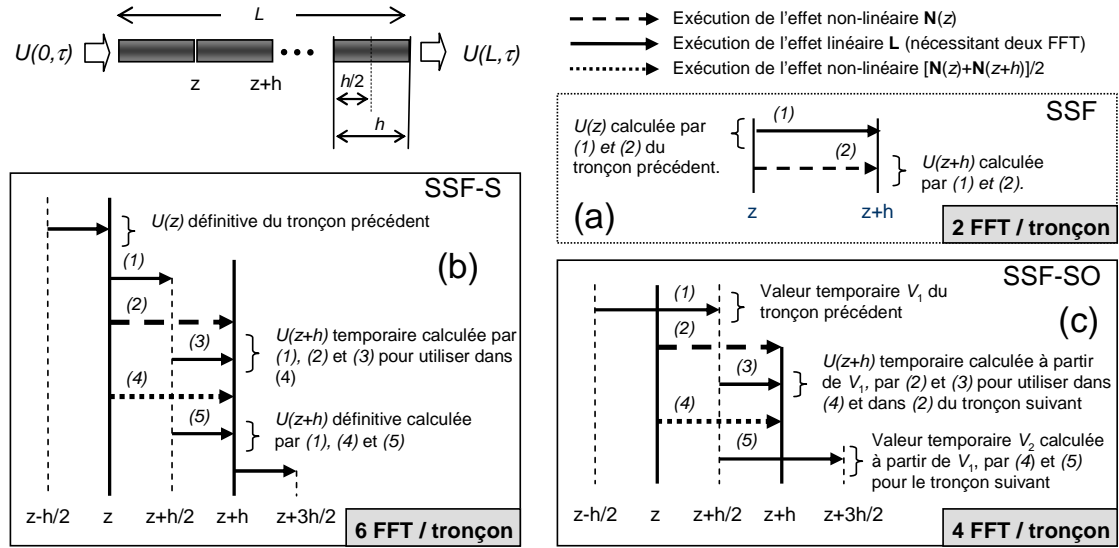 L
U(0,τ)
U(L,τ)
z
z+h
h/2
h
Exécution de l'effet non-linéaire N(z)
Exécution de l'effet linéaire L (nécessitant deux FFT)
Exécution de l'effet non-linéaire [N(z)+N(z+h)]/2
SSF
U(z) calculée par
(1) et (2) du
tronçon précédent.
(1)
(2)
U(z+h) calculée
par (1) et (2).
(a)
z
z+h
2 FFT / tronçon
SSF-S
U(z) définitive du tronçon précédent
(b)
(1)
(2)
(3)
U(z+h) temporaire calculée par
(1), (2) et (3) pour utiliser dans
(4)
(4)
(5)
U(z+h) définitive calculée
par (1), (4) et (5)
z-h/2
z
z+h/2
z+h
z+3h/2
6 FFT / tronçon
SSF-SO
(1)
Valeur temporaire V1 du
tronçon précédent
(c)
(2)
(3)
U(z+h) temporaire calculée à partir
de V1, par (2) et (3) pour utiliser dans
(4) et dans (2) du tronçon suivant
(4)
(5)
Valeur temporaire V2 calculée
à partir de V1, par (4) et (5)
pour le tronçon suivant
z-h/2
z
z+h/2
z+h
z+3h/2
4 FFT / tronçon